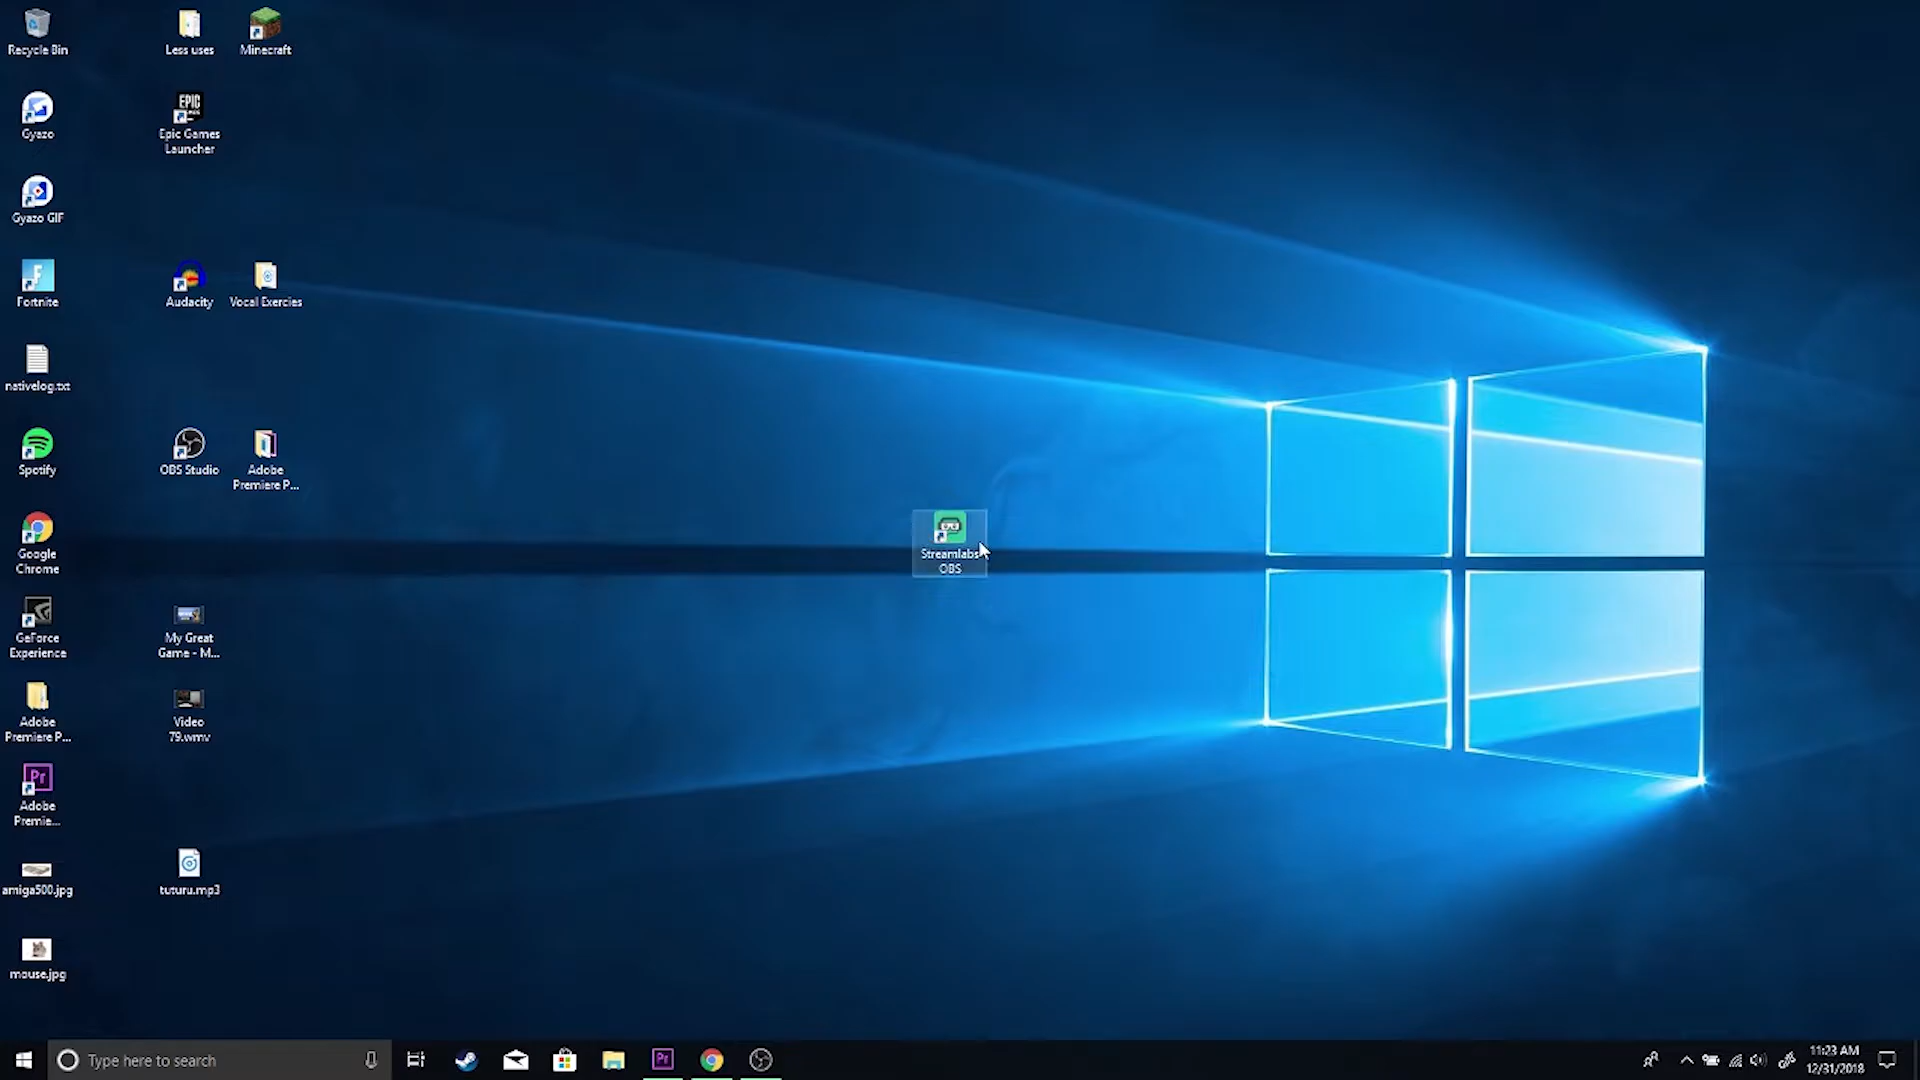 Recycle Bin
Less uses
Minecraft
Gyazo
EPIC
Epic Games
Launcher
Gyazo GIF
Fortnite
Audacity
Vocal Exercies
nativelog.txt
Spotify
OBS Studio
Adobe
Premiere P...
Google
Chrome
Streamlabs
OBS
GeForce
Experience
My Great
Game - M...
Adobe
Premiere P...
Video
79.wmv
Pr
Adobe
Premie...
amiga500.jpg
tuturu.mp3
mouse.jpg
Type here to search
Pr
11:23 AM
12/31/2018